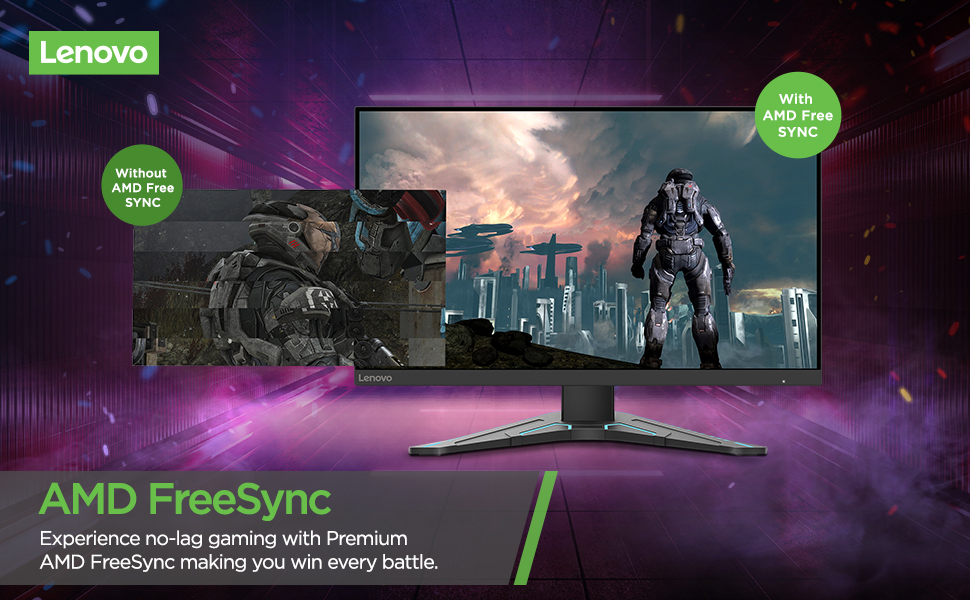 Lenovo
With
AMD Free
SYNC
Without
AMD Free
SYNC
Lenovo
AMD FreeSync
Experience no-lag gaming with Premium
AMD FreeSync making you win every battle.